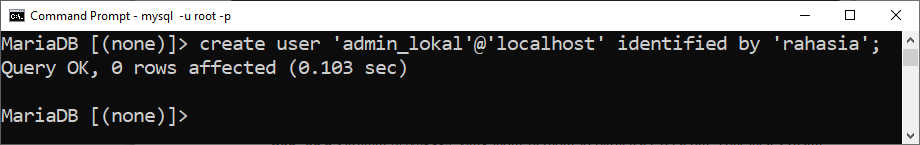 Command Prompt - mysql -u root -p
MariaDB [(none)]> create user 'admin_lokal'@'localhost' identified by 'rahasia';
Query OK, 0 rows affected (0.103 sec)
MariaDB [(none)]>